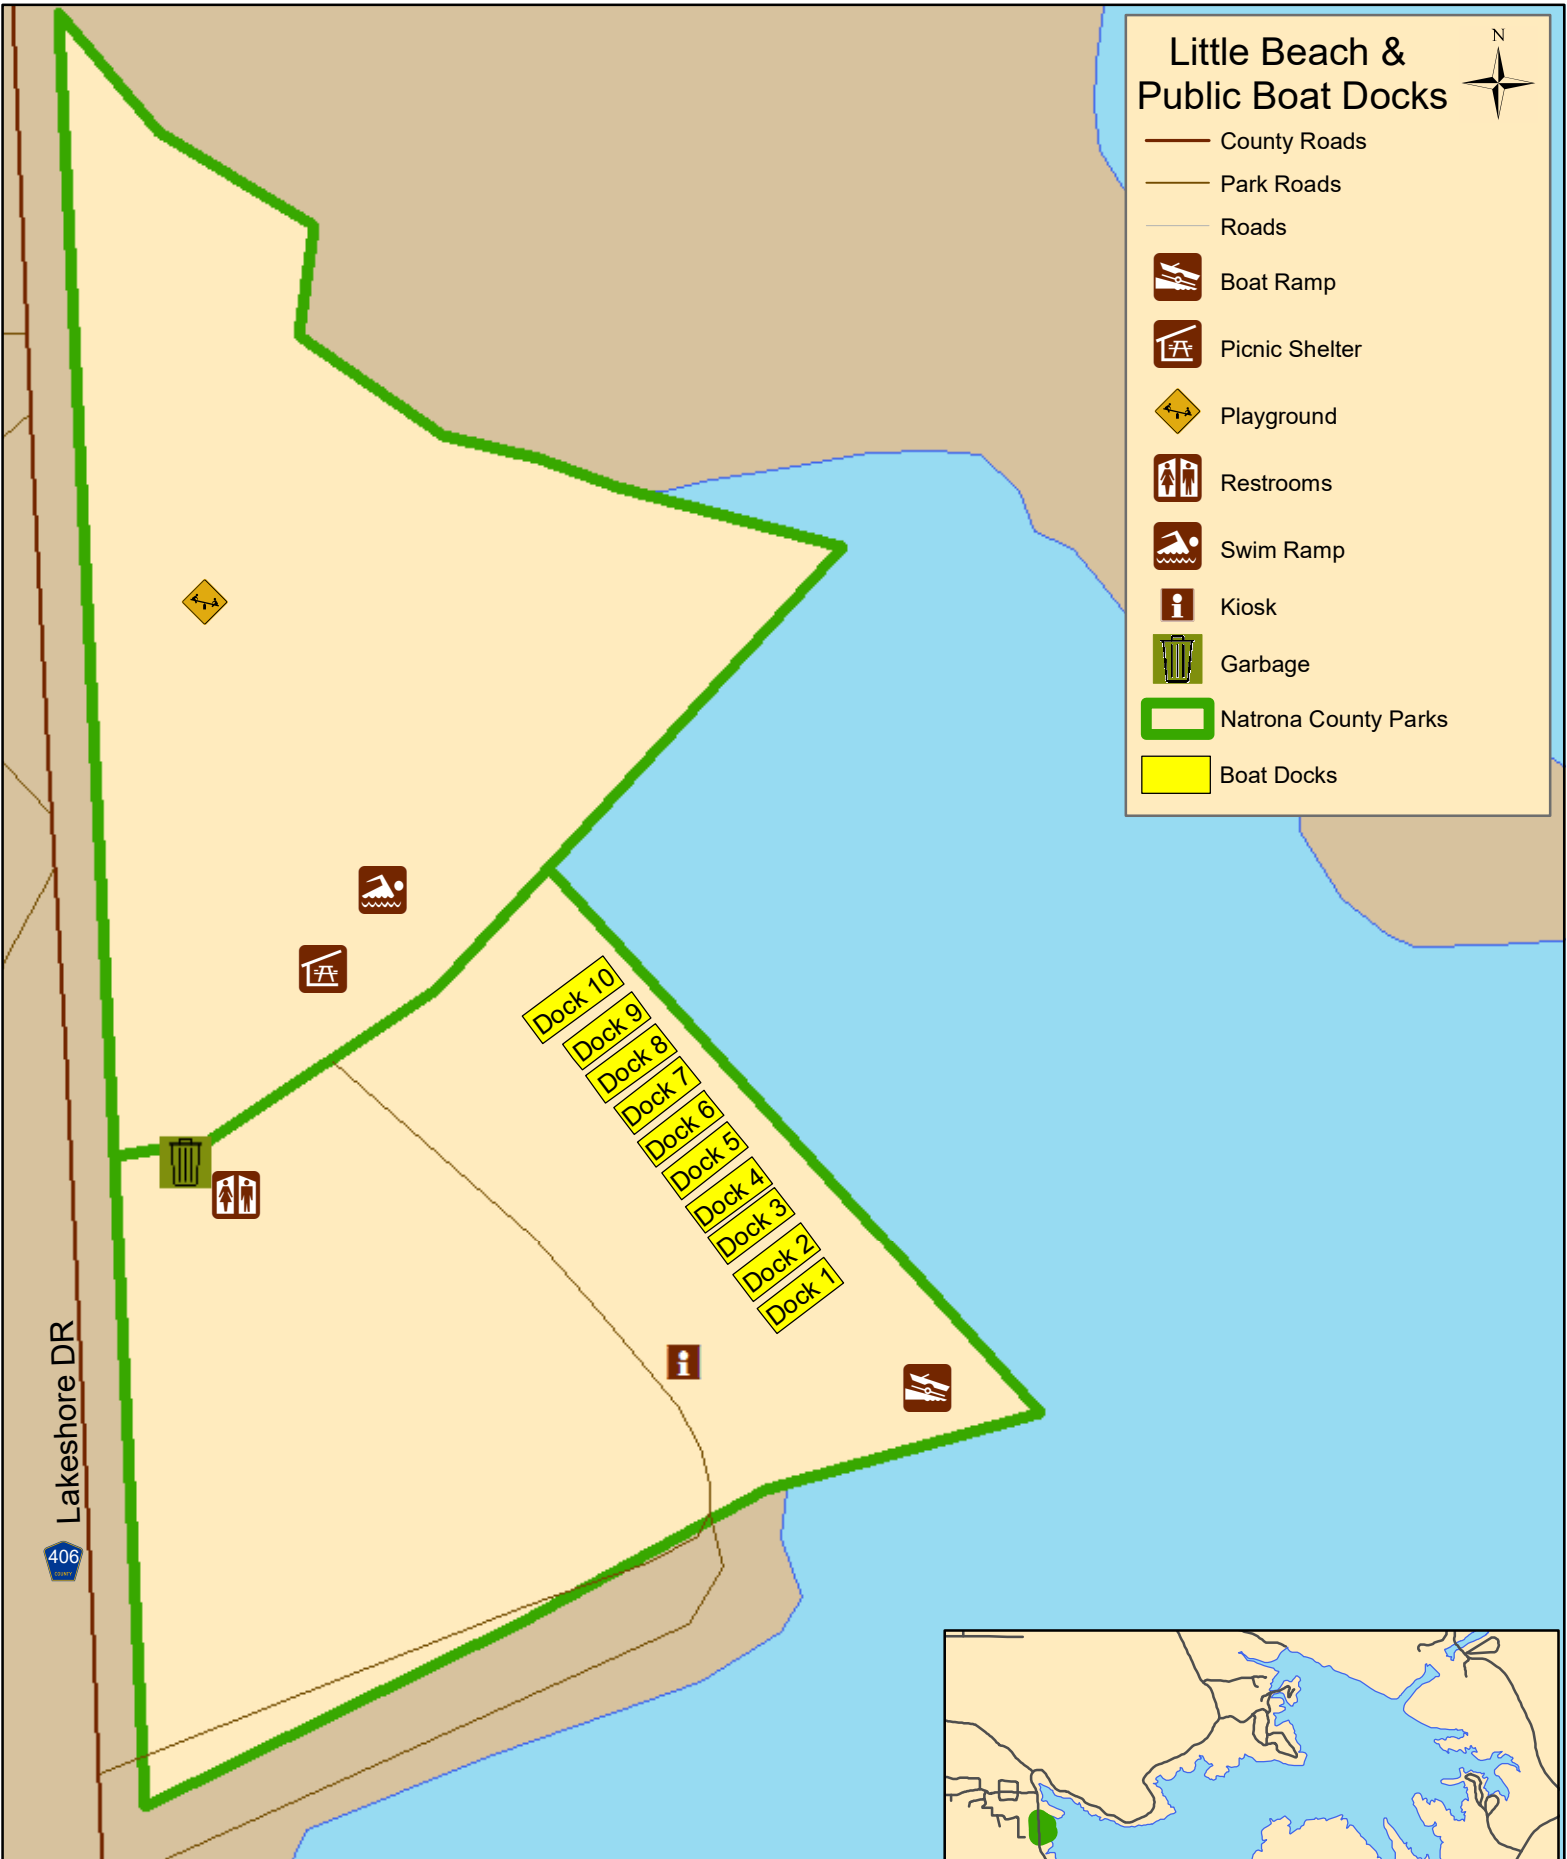 Little Beach &
Public Boat Docks
N
County Roads
Park Roads
Roads
Boat Ramp
Picnic Shelter
Playground
Restrooms
Swim Ramp
Kiosk
Garbage
Natrona County Parks
Boat Docks
Dock 10
Dock 9
Dock 8
Dock 7
Dock 6
Dock 5
Dock 4
Dock 3
Dock 2
Dock 1
i
Lakeshore DR
406
COUNTY